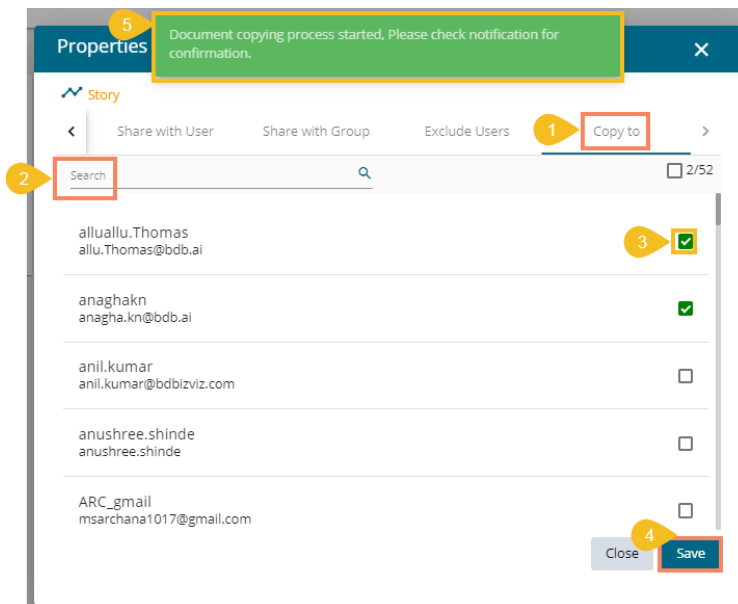 5
Document copying process started, Please check notification for
confirmation.
Properties
Story
Share with User
Share with Group
Exclude Users
1
Copy to
2
Search
2/52
alluallu.Thomas
allu.Thomas@bdb.ai
3
anaghakn
anagha.kn@bdb.ai
anil.kumar
anil.kumar@bdbizviz.com
anushree.shinde
anushree.shinde
ARC_gmail
msarchana1017@gmail.com
4
Close
Save